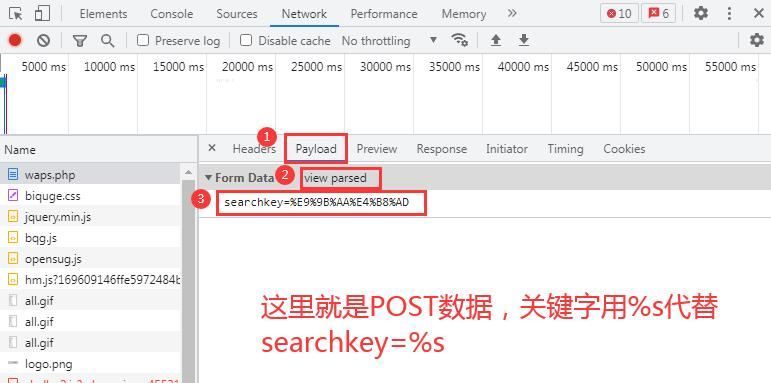 Elements Sources Network Performance Memory » 10 6
Preserve log Disable cache No throttling
5000 ms 10000 ms 15000 ms 20000 ms 25000 ms 30000 ms 35000 ms 40000 ms 45000 ms 50000 ms 55000 ms
1
Name × Headers Payload Preview Response Initiator Timing Cookies
waps.php
▼Form Data 2 view parsed
biquge.css
3 searchkey=%E9%9B%AA%E4%B8%AD
jquery.min.js
bqg.js
opensug.js
hm.js?169609146ffe5972484b
all.gif
all.gif
all.gif
logo.png
这里就是POST数据，关键字用%s代替
searchkey=%s